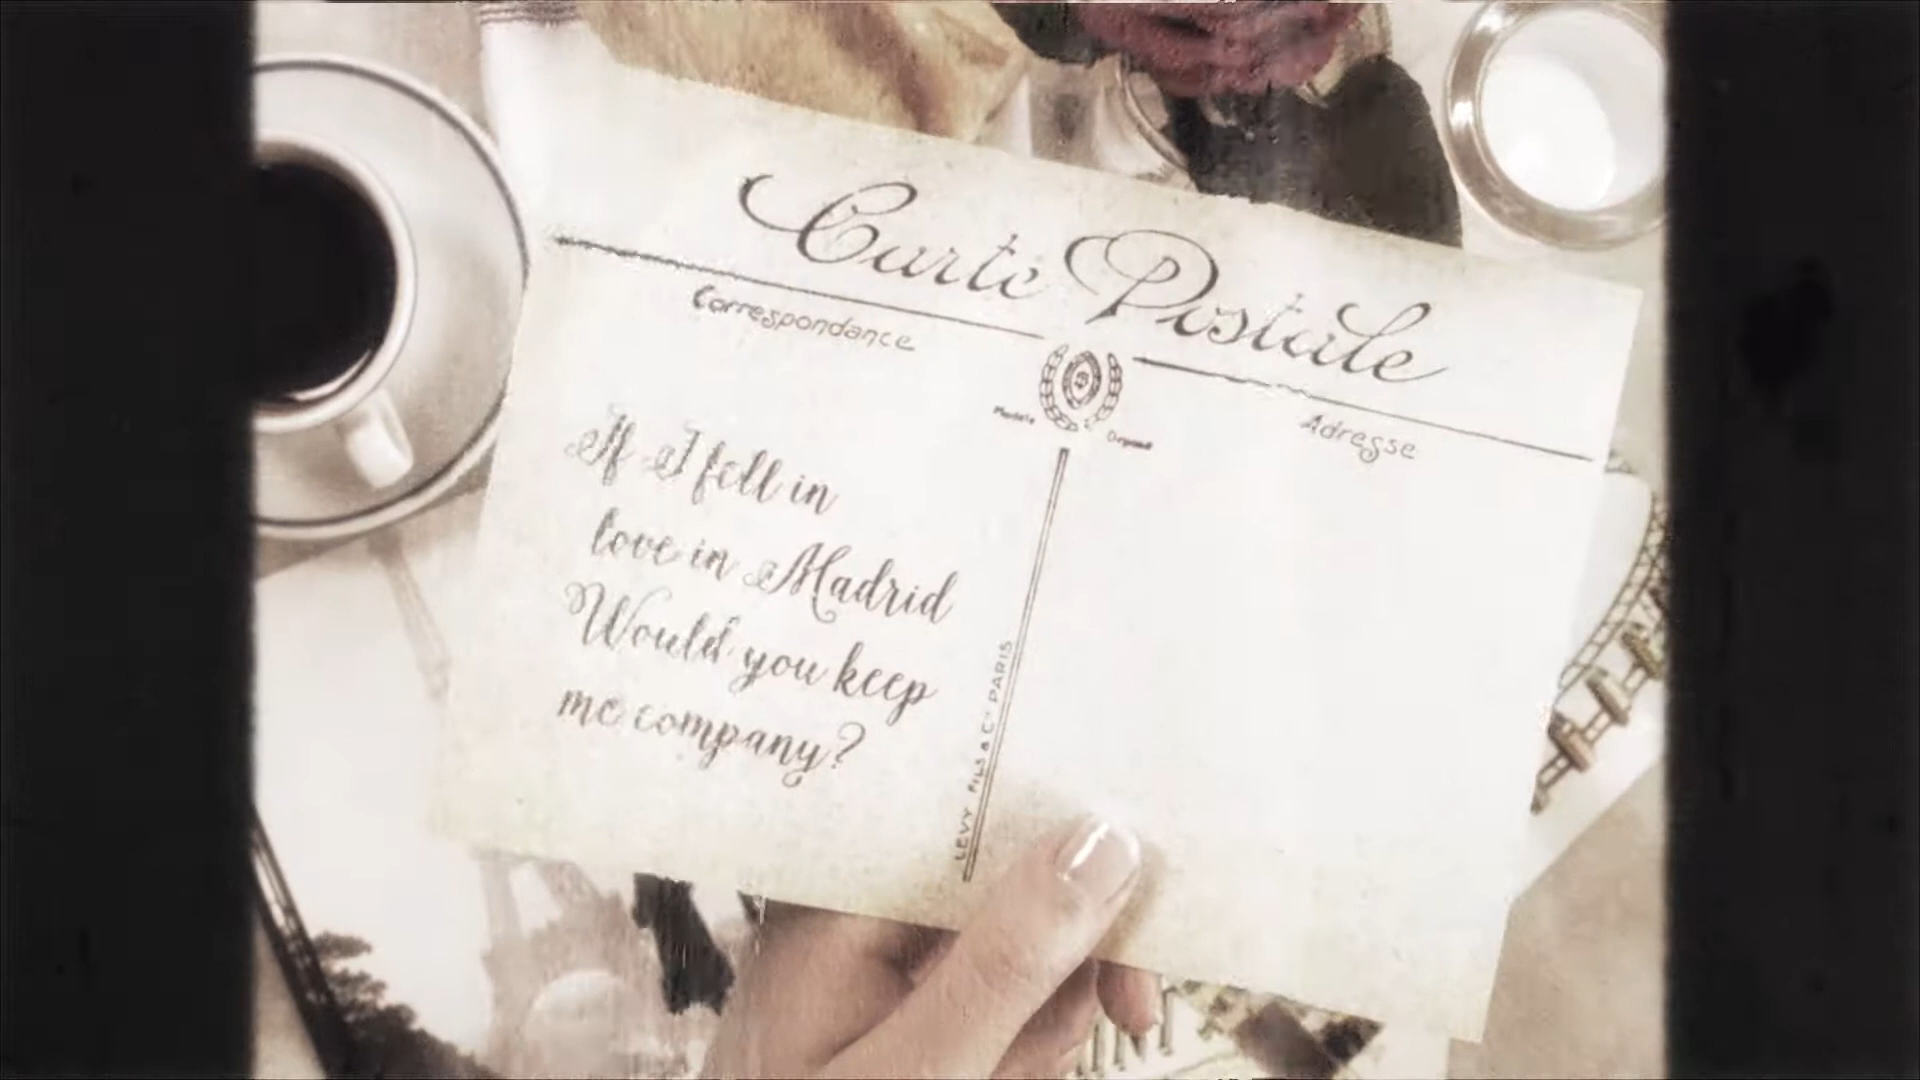 Carte Postale
Correspondance
Adresse
If I fell in
love in Madrid
Would you keep
me company?
LEVY FILS & Cie PARIS